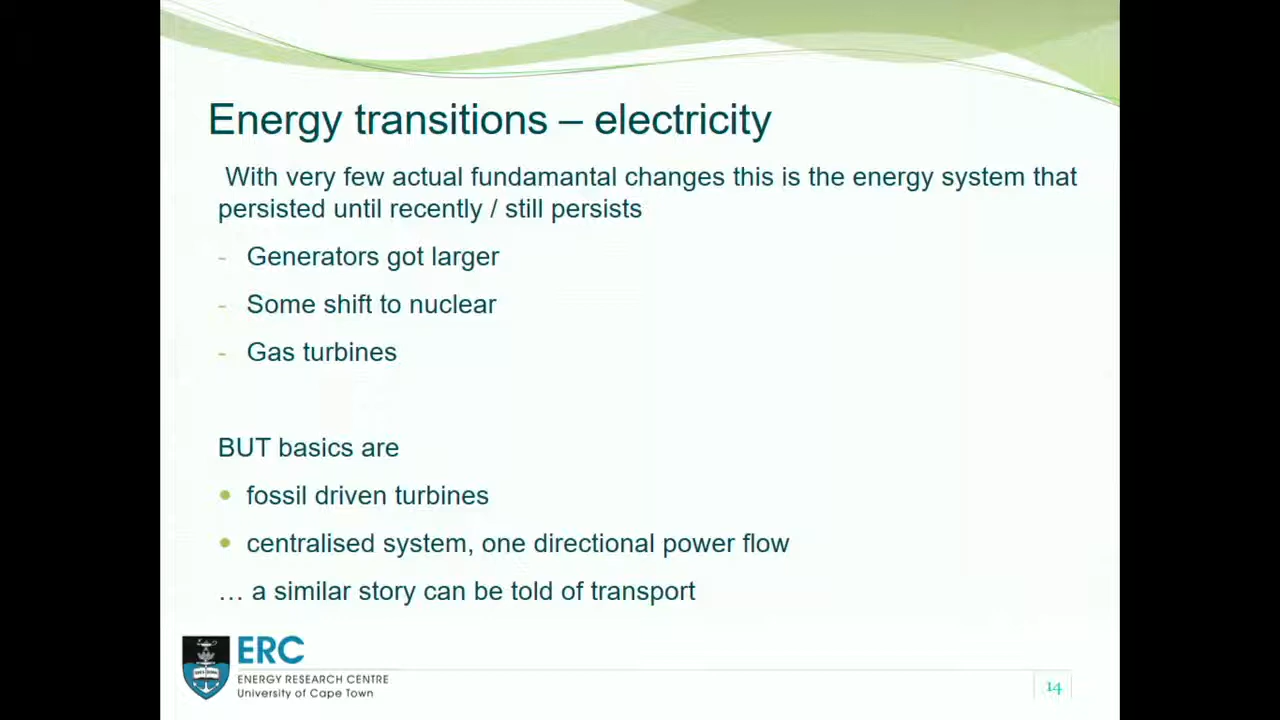 Energy transitions – electricity
With very few actual fundamantal changes this is the energy system that
persisted until recently / still persists
- Generators got larger
- Some shift to nuclear
- Gas turbines
BUT basics are
• fossil driven turbines
• centralised system, one directional power flow
… a similar story can be told of transport
ERC
ENERGY RESEARCH CENTRE
University of Cape Town
14